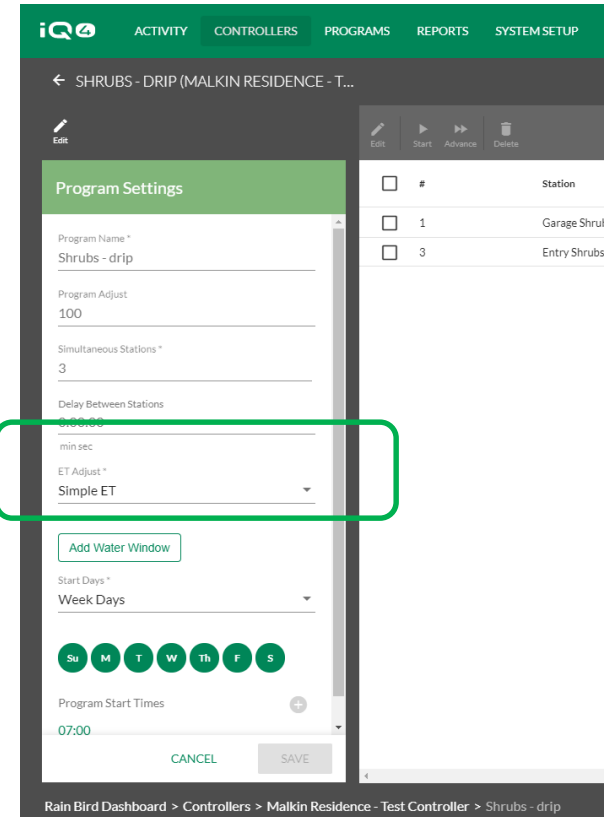 iQ4 ACTIVITY CONTROLLERS PROGRAMS REPORTS SYSTEM SETUP
SHRUBS - DRIP (MALKIN RESIDENCE - T...
Edit
Edit Start Advance Delete
Program Settings
# Station
1 Garage Shrub
3 Entry Shrubs
Program Name *
Shrubs - drip
Program Adjust
100
Simultaneous Stations *
3
Delay Between Stations
0:00:00
min sec
ET Adjust *
Simple ET
Add Water Window
Start Days *
Week Days
Su M T W Th F S
Program Start Times
07:00
CANCEL SAVE
Rain Bird Dashboard > Controllers > Malkin Residence - Test Controller > Shrubs - drip